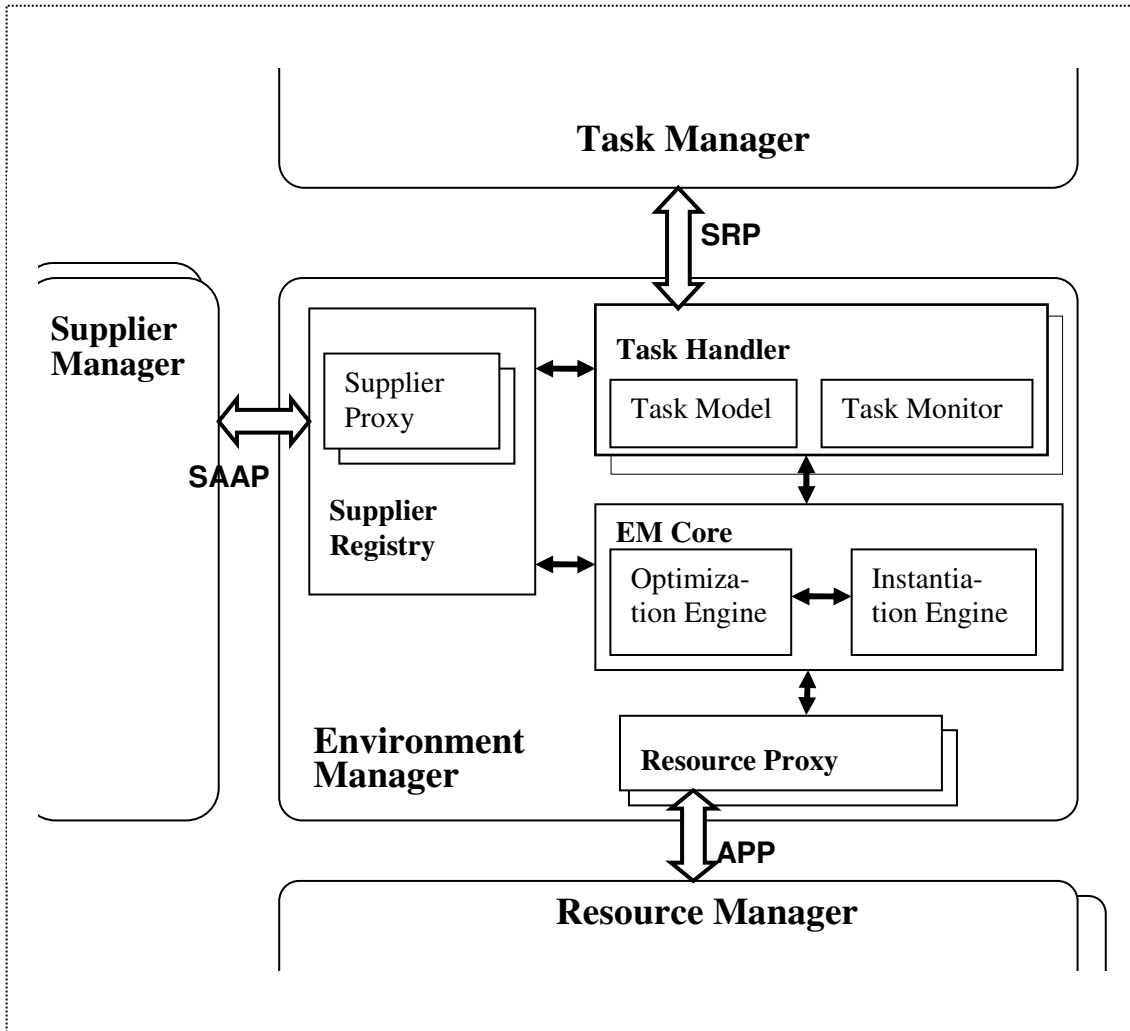 Task Manager
SRP
Supplier
Manager
SAAP
Supplier
Proxy
Supplier
Registry
Task Handler
Task Model
Task Monitor
EM Core
Optimiza-
tion Engine
Instantia-
tion Engine
Environment
Manager
Resource Proxy
APP
Resource Manager